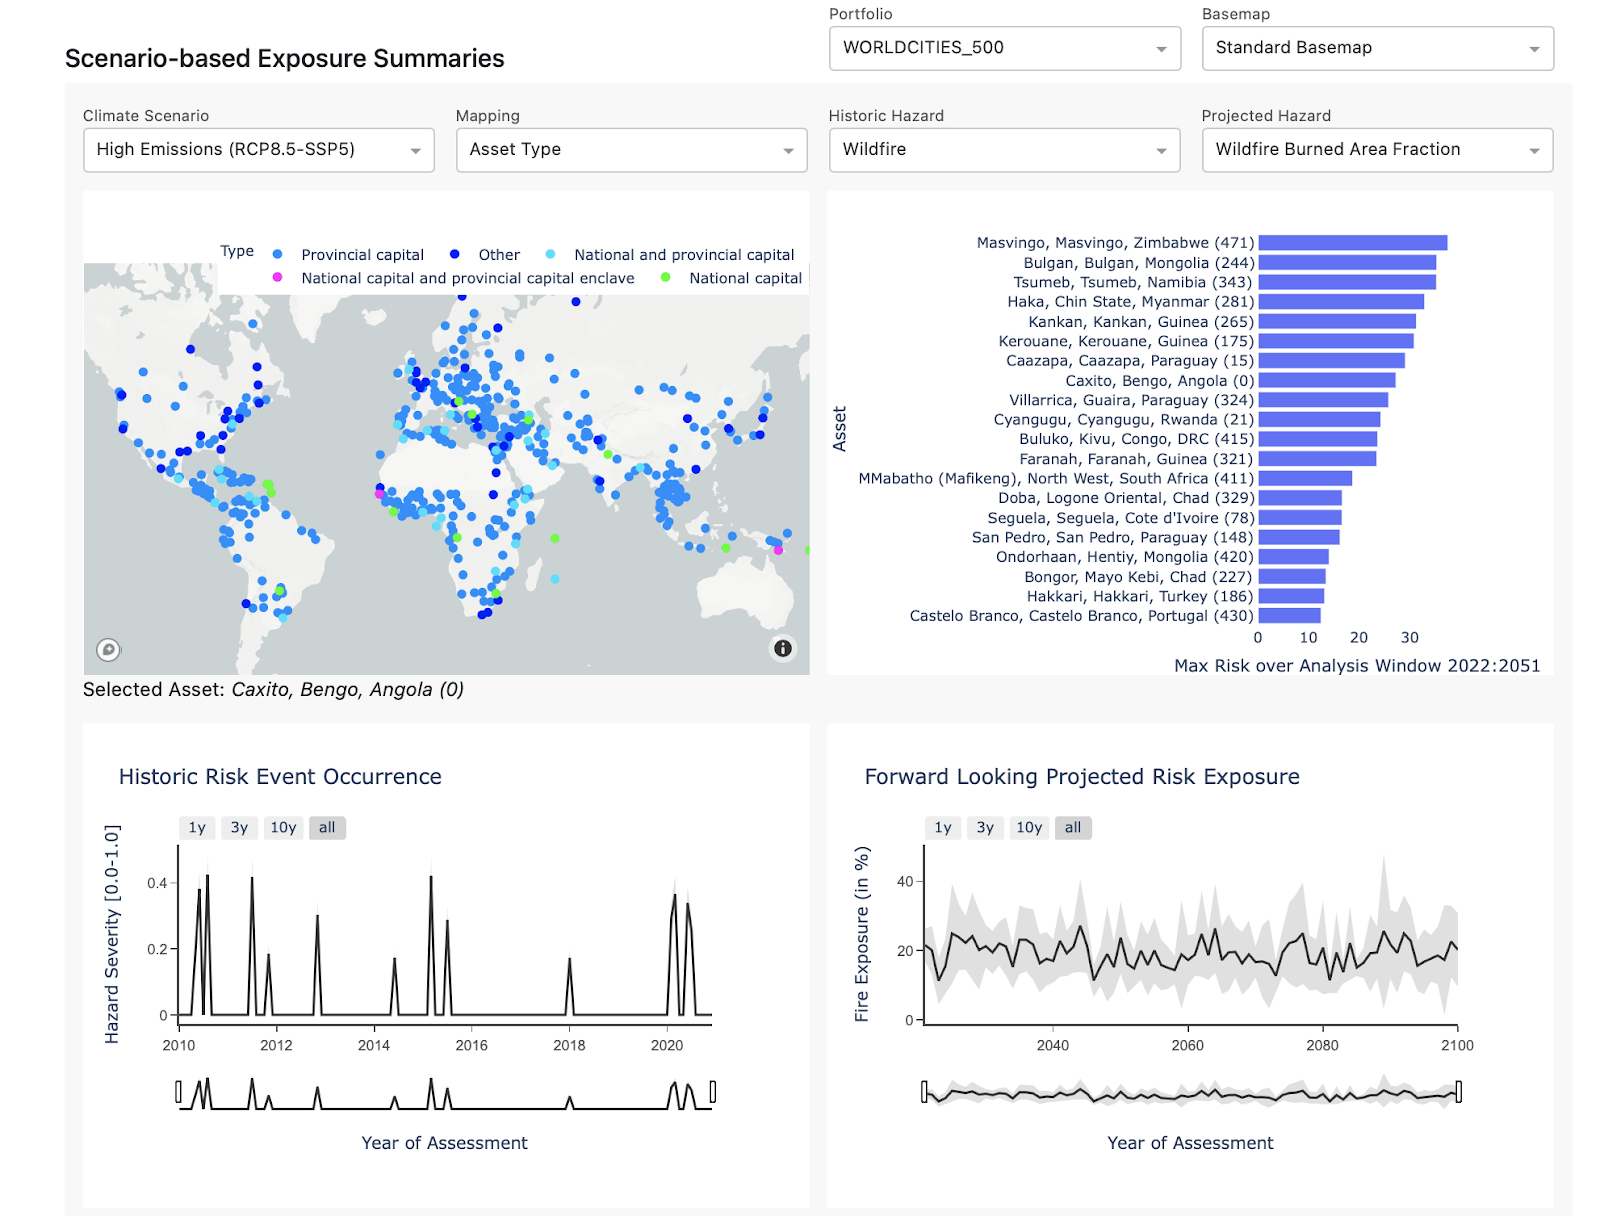 Portfolio
Basemap
Scenario-based Exposure Summaries
WORLDCITIES_500
Standard Basemap
Climate Scenario
Mapping
Historic Hazard
Projected Hazard
High Emissions (RCP8.5-SSP5)
Asset Type
Wildfire
Wildfire Burned Area Fraction
Type
Provincial capital
Other
National and provincial capital
National capital and provincial capital enclave
National capital
Asset
Masvingo, Masvingo, Zimbabwe (471)
Bulgan, Bulgan, Mongolia (244)
Tsumeb, Tsumeb, Namibia (343)
Haka, Chin State, Myanmar (281)
Kankan, Kankan, Guinea (265)
Kerouane, Kerouane, Guinea (175)
Caazapa, Caazapa, Paraguay (15)
Caxito, Bengo, Angola (0)
Villarrica, Guaira, Paraguay (324)
Cyangugu, Cyangugu, Rwanda (21)
Buluko, Kivu, Congo, DRC (415)
Faranah, Faranah, Guinea (321)
MMabatho (Mafikeng), North West, South Africa (411)
Doba, Logone Oriental, Chad (329)
Seguela, Seguela, Cote d'Ivoire (78)
San Pedro, San Pedro, Paraguay (148)
Ondorhaan, Hentiy, Mongolia (420)
Bongor, Mayo Kebi, Chad (227)
Hakkari, Hakkari, Turkey (186)
Castelo Branco, Castelo Branco, Portugal (430)
0 10 20 30
Max Risk over Analysis Window 2022:2051
Selected Asset: Caxito, Bengo, Angola (0)
Historic Risk Event Occurrence
1y 3y 10y all
Hazard Severity [0.0-1.0]
0.4
0.2
0
2010 2012 2014 2016 2018 2020
Year of Assessment
Forward Looking Projected Risk Exposure
1y 3y 10y all
Fire Exposure (in %)
40
20
0
2040 2060 2080 2100
Year of Assessment